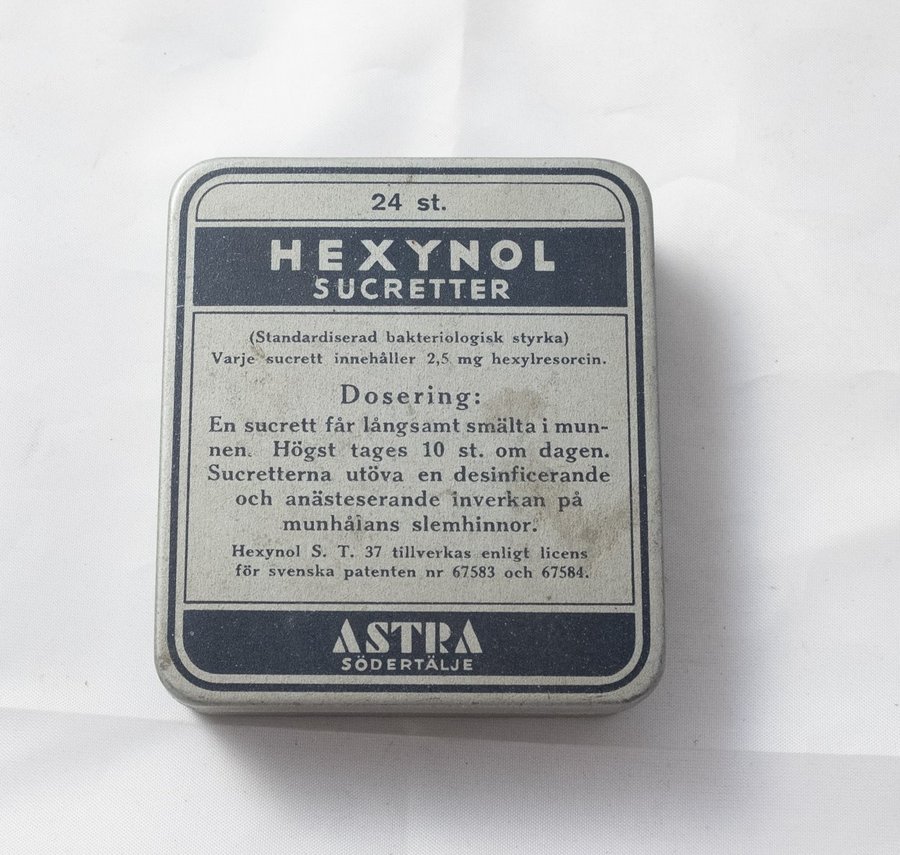 24 st.
HEXYNOL
SUCRETTER
(Standardiserad bakteriologisk styrka)
Varje sucrett innehåller 2,5 mg hexylresorcin.
Dosering:
En sucrett får långsamt smälta i mun-
nen. Högst tages 10 st. om dagen.
Sucretterna utöva en desinficerande
och anästeserande inverkan på
munhålans slemhinnor.
Hexynol S. T. 37 tillverkas enligt licens
för svenska patenten nr 67583 och 67584.
ASTRA
SÖDERTÄLJE